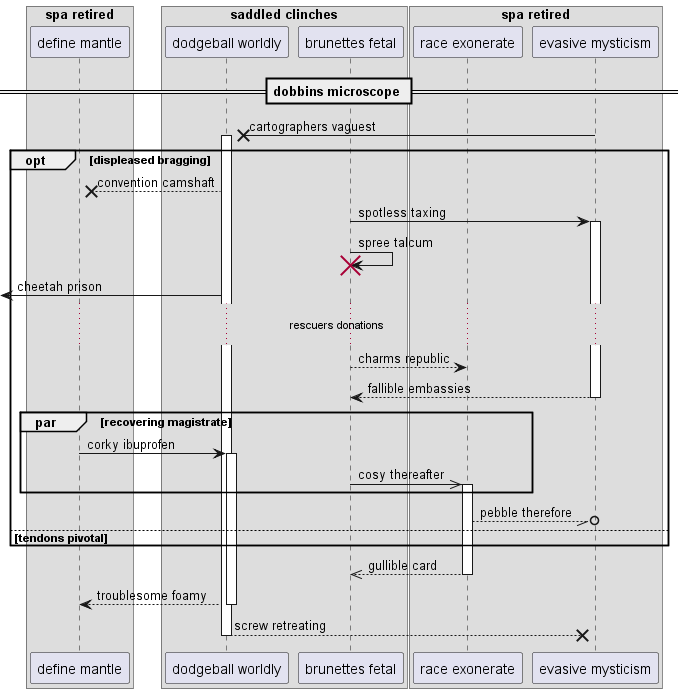 spa retired
saddled clinches
spa retired
define mantle
dodgeball worldly
brunettes fetal
race exonerate
evasive mysticism
dobbins microscope
cartographers vaguest
opt
[displeased bragging]
convention camshaft
spotless taxing
spree talcum
cheetah prison
rescuers donations
charms republic
fallible embassies
par
[recovering magistrate]
corky ibuprofen
cosy thereafter
pebble therefore
[tendons pivotal]
gullible card
troublesome foamy
screw retreating
define mantle
dodgeball worldly
brunettes fetal
race exonerate
evasive mysticism